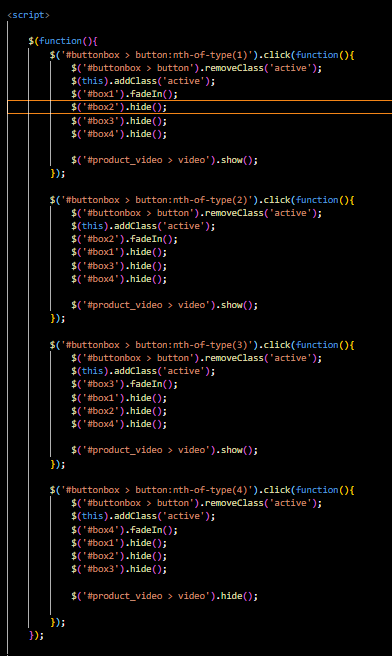 <script>
$(function(){
$('#buttonbox > button:nth-of-type(1)').click(function(){
$('#buttonbox > button').removeClass('active');
$(this).addClass('active');
$('#box1').fadeIn();
$('#box2').hide();
$('#box3').hide();
$('#box4').hide();
$('#product_video > video').show();
});
$('#buttonbox > button:nth-of-type(2)').click(function(){
$('#buttonbox > button').removeClass('active');
$(this).addClass('active');
$('#box2').fadeIn();
$('#box1').hide();
$('#box3').hide();
$('#box4').hide();
$('#product_video > video').show();
});
$('#buttonbox > button:nth-of-type(3)').click(function(){
$('#buttonbox > button').removeClass('active');
$(this).addClass('active');
$('#box3').fadeIn();
$('#box1').hide();
$('#box2').hide();
$('#box4').hide();
$('#product_video > video').show();
});
$('#buttonbox > button:nth-of-type(4)').click(function(){
$('#buttonbox > button').removeClass('active');
$(this).addClass('active');
$('#box4').fadeIn();
$('#box1').hide();
$('#box2').hide();
$('#box3').hide();
$('#product_video > video').hide();
});
});